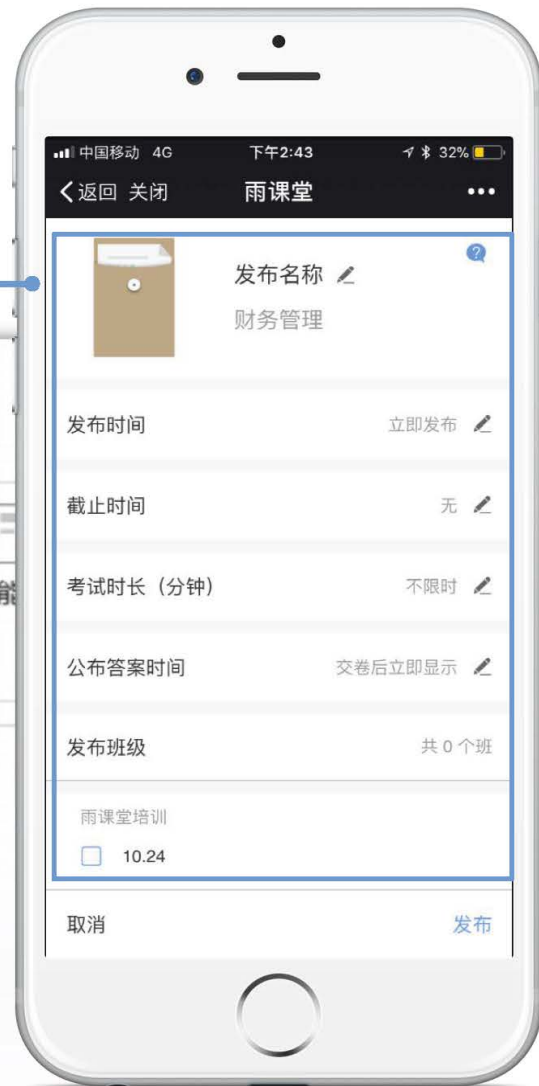 中国移动 4G 下午2:43 32%
返回 关闭 雨课堂
发布名称
财务管理
发布时间 立即发布
截止时间 无
考试时长（分钟） 不限时
公布答案时间 交卷后立即显示
能
发布班级 共 0 个班
雨课堂培训
10.24
取消 发布